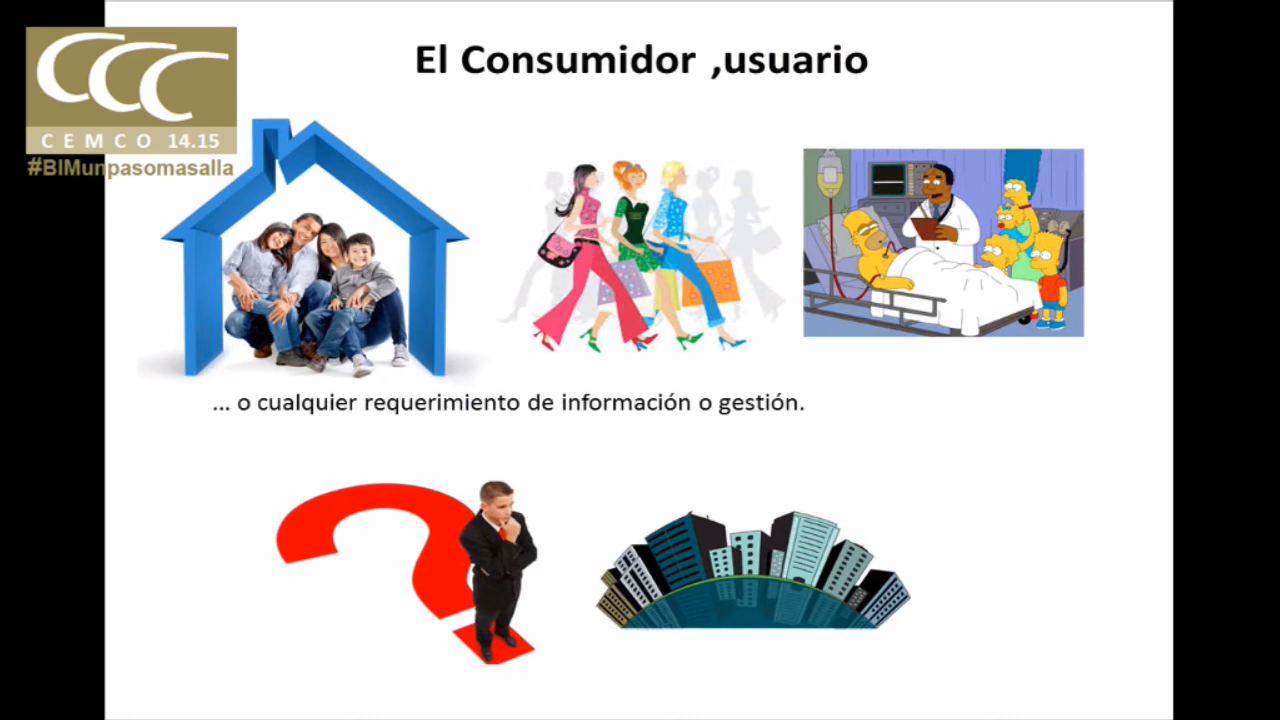 El Consumidor ,usuario
CCC
CEMCO 14.15
#BIMunpasomasalla
... o cualquier requerimiento de información o gestión.